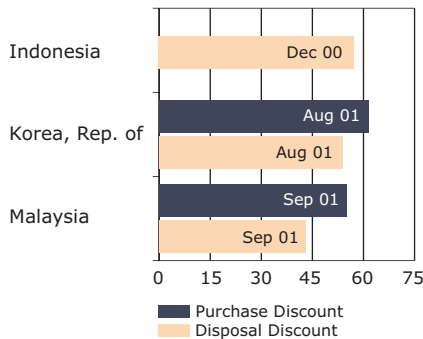 Indonesia
Dec 00
Korea, Rep. of
Aug 01
Aug 01
Malaysia
Sep 01
Sep 01
0 15 30 45 60 75
Purchase Discount
Disposal Discount